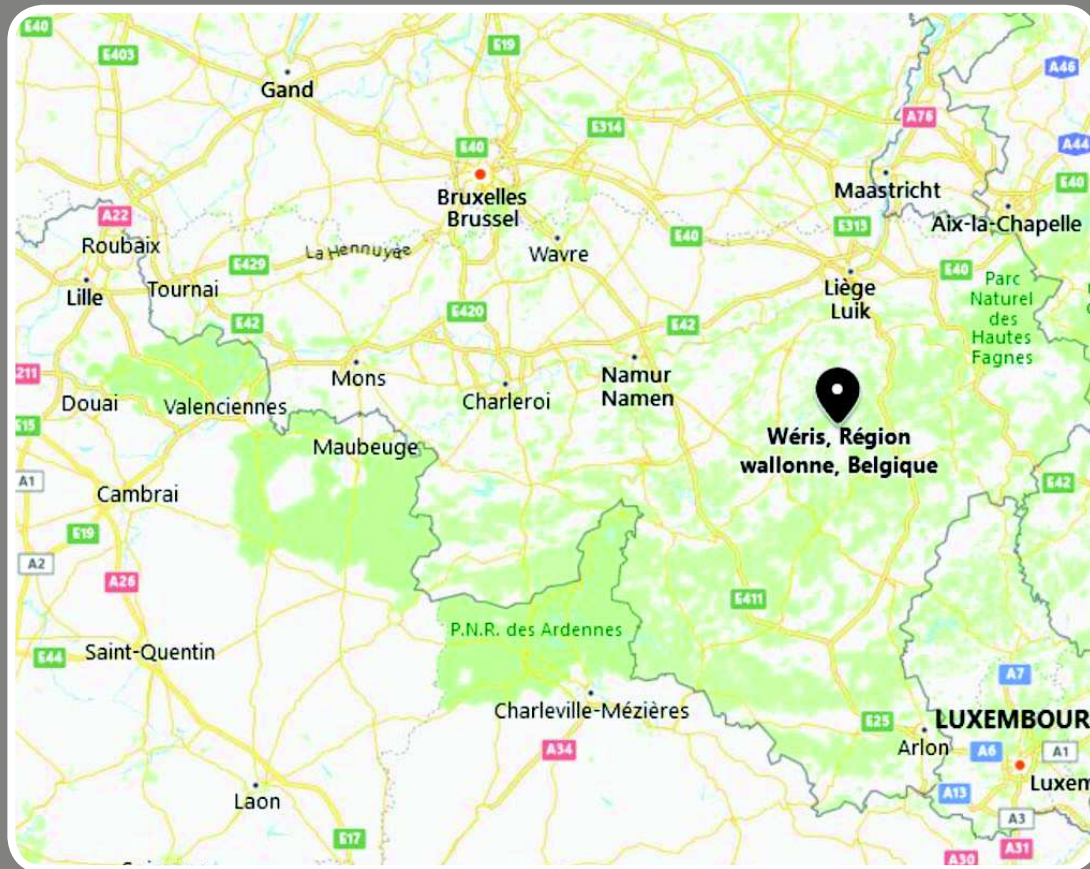 E40
E403
E19
A46
Gand
E314
A76
E40
A44
Maastricht
E40
Bruxelles
Brussel
A22
Aix-la-Chapelle
Roubaix
E313
E40
La Hennuyée
Wavre
E429
E40
Lille
Tournai
Liège
Luik
Parc
Naturel
des
Hautes
Fagnes
E420
E42
E42
Mons
Charleroi
Namur
Namen
211
Douai
Valenciennes
E15
Maubeuge
Wéris, Région
wallonne, Belgique
A1
Cambrai
E42
E19
A2
A26
E411
P.N.R. des Ardennes
E44
Saint-Quentin
A7
Charleville-Mézières
E25
LUXEMBOUR
A34
Arlon
A6
A1
Luxem
Laon
A13
A3
E17
A30
A31